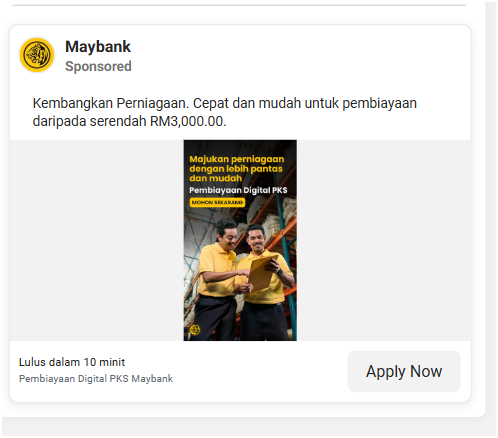 Maybank
Sponsored
Kembangkan Perniagaan. Cepat dan mudah untuk pembiayaan
daripada serendah RM3,000.00.
Majukan perniagaan
dengan lebih pantas
dan mudah
Pembiayaan Digital PKS
MOHON SEKARANG
Lulus dalam 10 minit
Pembiayaan Digital PKS Maybank
Apply Now